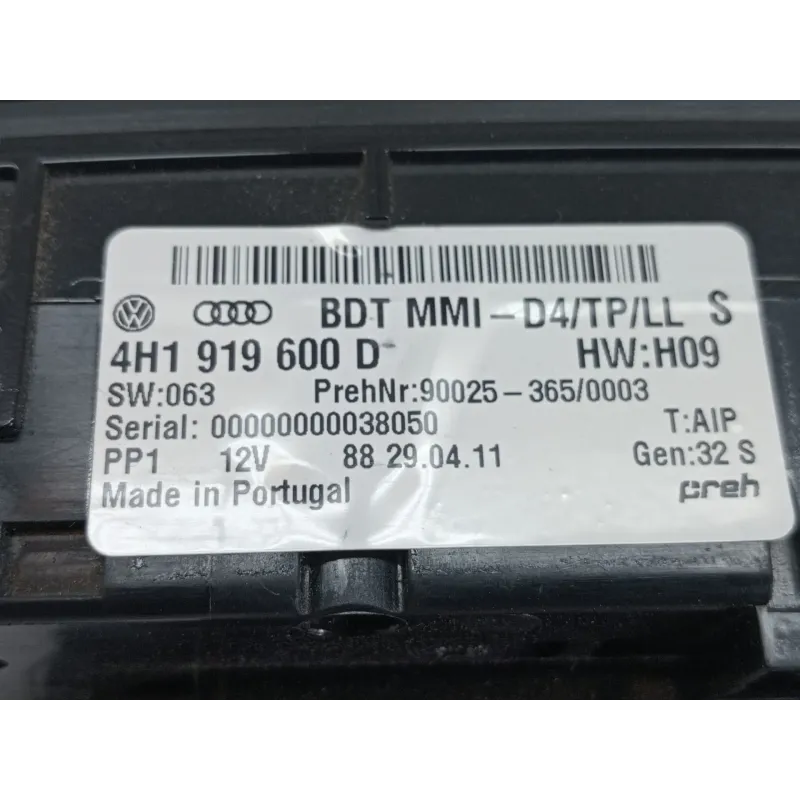 BDT MMI - D4/TP/LL S
4H1 919 600 D HW:H09
SW:063 PrehNr:90025-365/0003
Serial: 00000000038050 T:AIP
PP1 12V 88 29.04.11 Gen:32 S
Made in Portugal preh